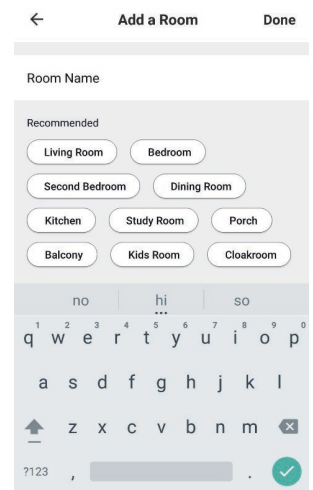 Add a Room Done
Room Name
Recommended
Living Room Bedroom
Second Bedroom Dining Room
Kitchen Study Room Porch
Balcony Kids Room Cloakroom
no hi so
1 2 3 4 5 6 7 8 9 0
q w e r t y u i o p
a s d f g h j k l
z x c v b n m
?123 , .